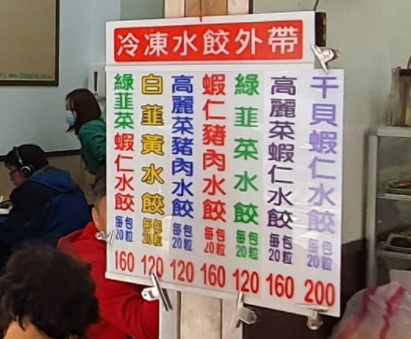 冷凍水餃外帶
綠韮菜蝦仁水餃 每包20粒 160
白韮黃水餃 每包20粒 120
高麗菜豬肉水餃 每包20粒 120
蝦仁豬肉水餃 每包20粒 160
綠韮菜水餃 每包20粒 120
高麗菜蝦仁水餃 每包20粒 160
干貝蝦仁水餃 每包20粒 200